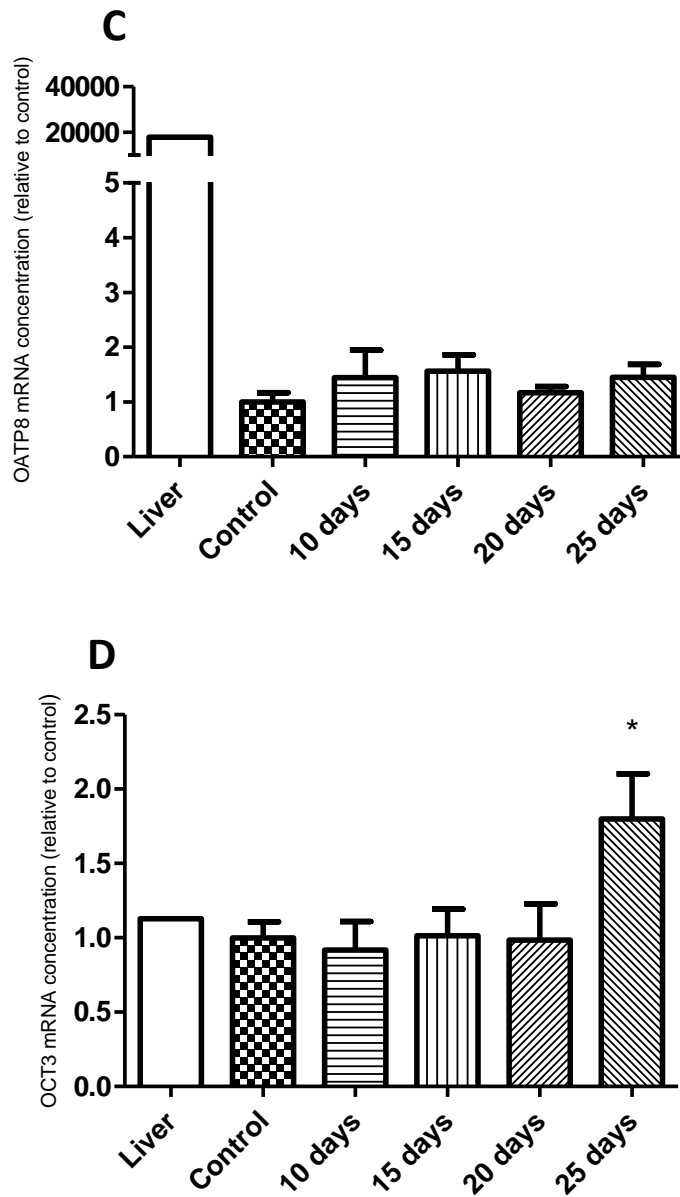 C
OATP8 mRNA concentration (relative to control)
40000
20000
5
4
3
2
1
0
Liver
Control
10 days
15 days
20 days
25 days
D
OCT3 mRNA concentration (relative to control)
2.5
*
2.0
1.5
1.0
0.5
0.0
Liver
Control
10 days
15 days
20 days
25 days